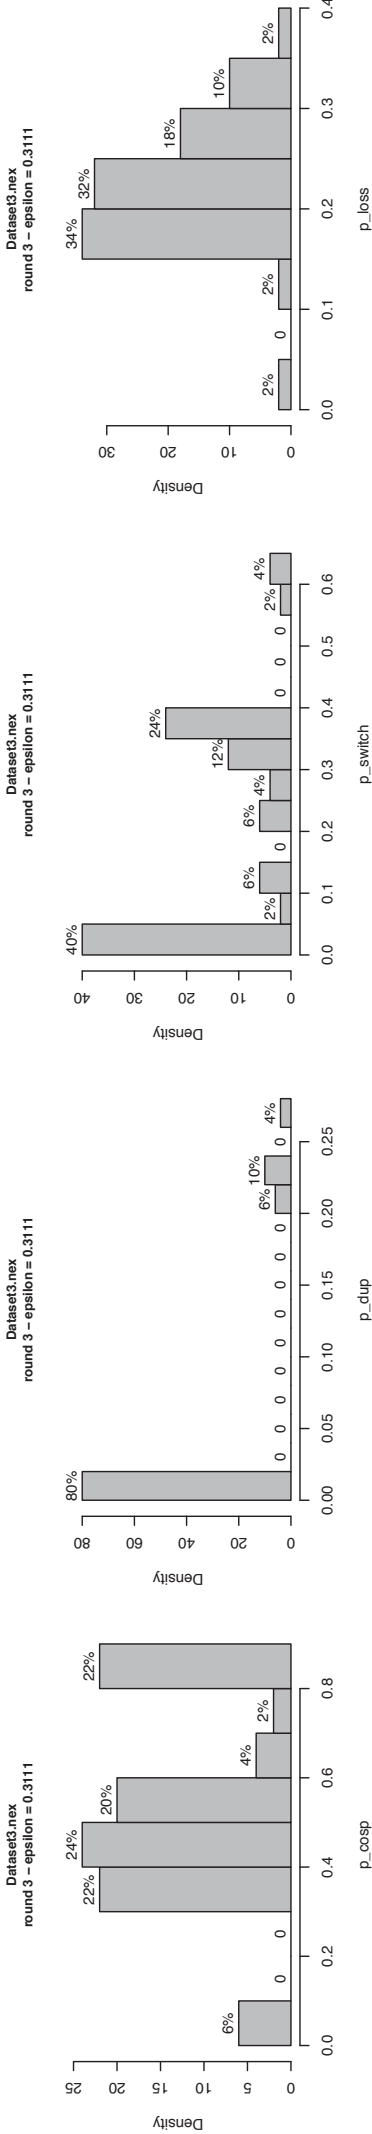 Dataset3.nex
round 3 − epsilon = 0.3111
Density
0 5 10 15 20 25
6% 0 0 22% 24% 20% 4% 2% 22%
0.0 0.2 0.4 0.6 0.8
p_cosp
Dataset3.nex
round 3 − epsilon = 0.3111
Density
0 20 40 60 80
80% 0 0 0 0 0 0 0 0 0 6% 10% 0 4%
0.00 0.05 0.10 0.15 0.20 0.25
p_dup
Dataset3.nex
round 3 − epsilon = 0.3111
Density
0 10 20 30 40
40% 2% 6% 0 6% 4% 12% 24% 0 0 0 2% 4%
0.0 0.1 0.2 0.3 0.4 0.5 0.6
p_switch
Dataset3.nex
round 3 − epsilon = 0.3111
Density
0 10 20 30
2% 0 2% 34% 32% 18% 10% 2%
0.0 0.1 0.2 0.3 0.4
p_loss